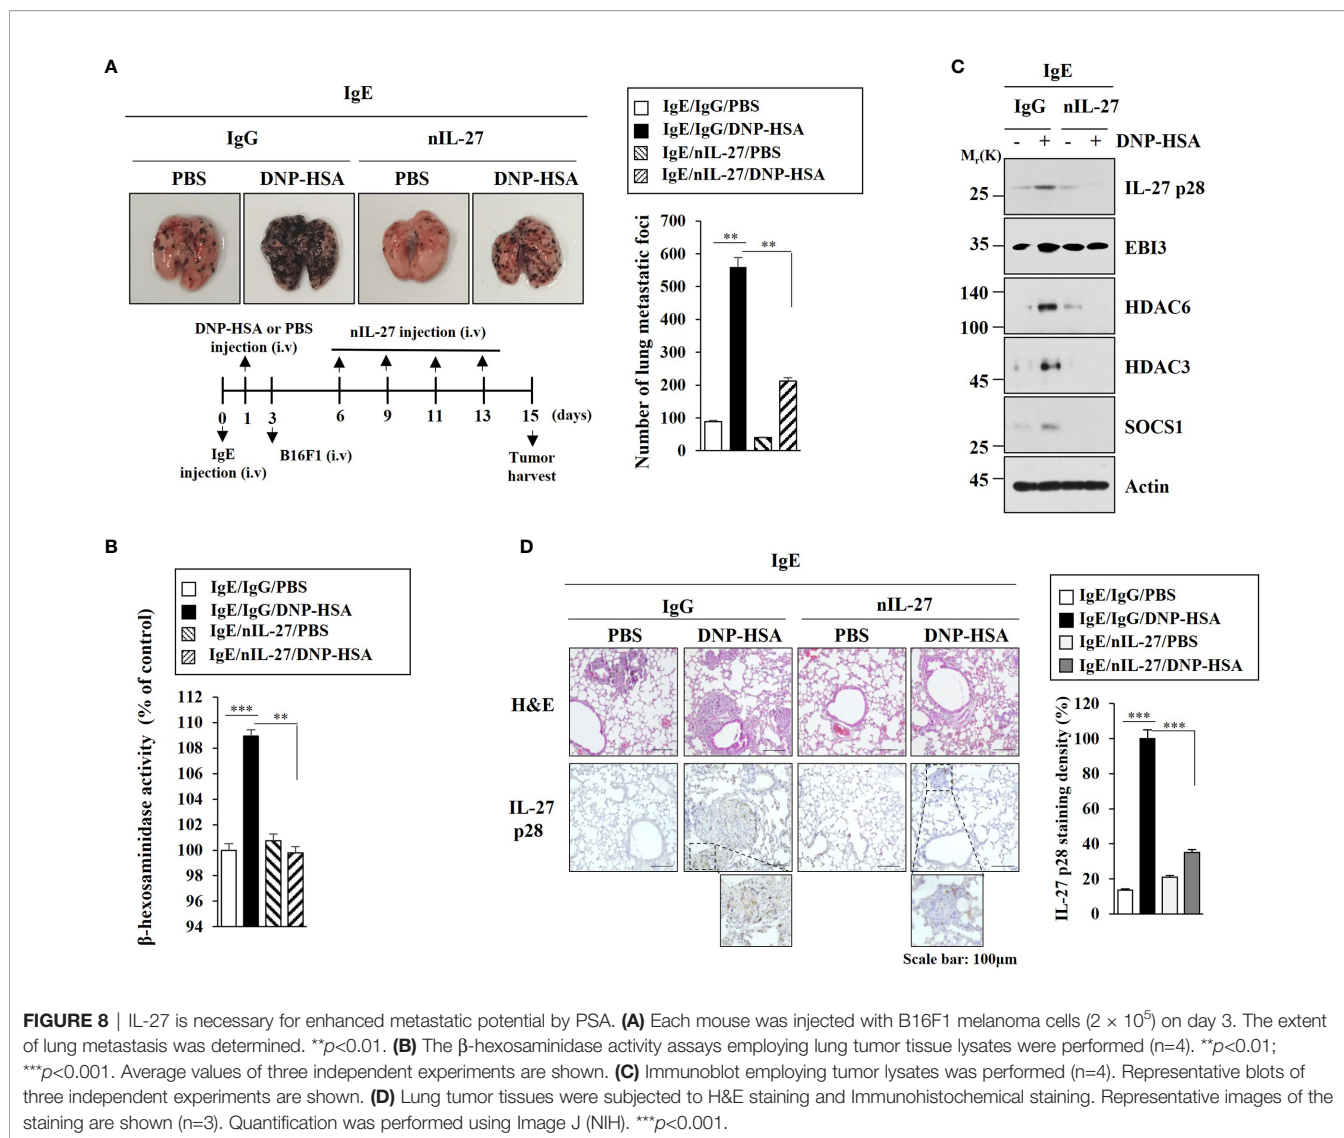 A
IgE
IgG nIL-27
PBS DNP-HSA PBS DNP-HSA
DNP-HSA or PBS
injection (i.v)
nIL-27 injection (i.v)
0 1 3 6 9 11 13 15 (days)
IgE
injection (i.v)
B16F1 (i.v)
Tumor
harvest
IgE/IgG/PBS
IgE/IgG/DNP-HSA
IgE/nIL-27/PBS
IgE/nIL-27/DNP-HSA
Number of lung metastatic foci
700
600
500
400
300
200
100
0
**
**
C
IgE
IgG nIL-27
- + - + DNP-HSA
Mr(K)
25 IL-27 p28
35 EBI3
140
100
HDAC6
45
HDAC3
25
SOCS1
45
Actin
B
IgE/IgG/PBS
IgE/IgG/DNP-HSA
IgE/nIL-27/PBS
IgE/nIL-27/DNP-HSA
β-hexosaminidase activity (% of control)
112
110
108
106
104
102
100
98
96
94
***
**
D
IgE
IgG nIL-27
PBS DNP-HSA PBS DNP-HSA
H&E
IL-27
p28
Scale bar: 100μm
IgE/IgG/PBS
IgE/IgG/DNP-HSA
IgE/nIL-27/PBS
IgE/nIL-27/DNP-HSA
IL-27 p28 staining density (%)
120
100
80
60
40
20
0
***
***
FIGURE 8 | IL-27 is necessary for enhanced metastatic potential by PSA. (A) Each mouse was injected with B16F1 melanoma cells (2 × 10⁵) on day 3. The extent
of lung metastasis was determined. **p<0.01. (B) The β-hexosaminidase activity assays employing lung tumor tissue lysates were performed (n=4). **p<0.01;
***p<0.001. Average values of three independent experiments are shown. (C) Immunoblot employing tumor lysates was performed (n=4). Representative blots of
three independent experiments are shown. (D) Lung tumor tissues were subjected to H&E staining and Immunohistochemical staining. Representative images of the
staining are shown (n=3). Quantification was performed using Image J (NIH). ***p<0.001.